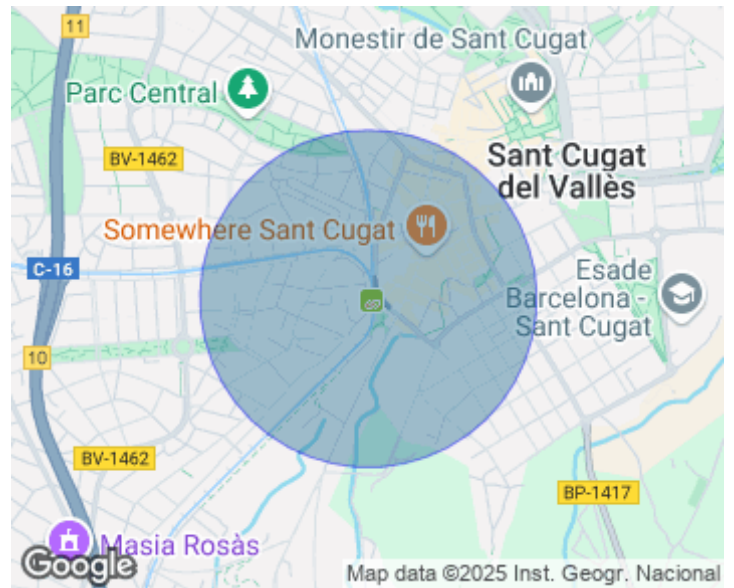 11
Monestir de Sant Cugat
Parc Central
BV-1462
Sant Cugat
del Vallès
Somewhere Sant Cugat
C-16
Esade
Barcelona -
Sant Cugat
10
BV-1462
BP-1417
Masia Rosàs
Google
Map data ©2025 Inst. Geogr. Nacional